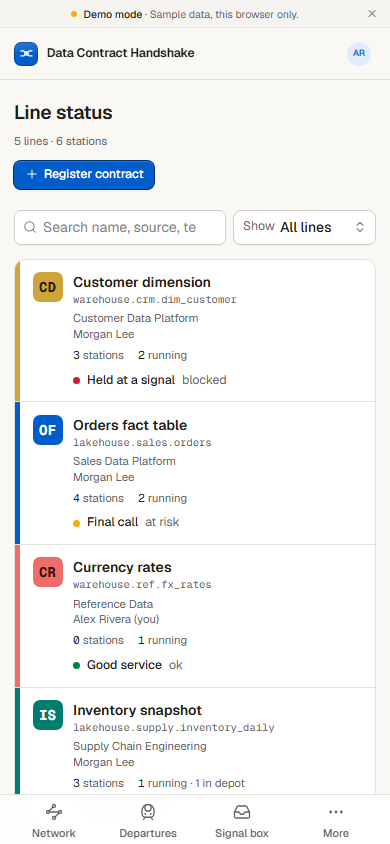 Demo mode · Sample data, this browser only.
Data Contract Handshake
AR
Line status
5 lines · 6 stations
Register contract
Search name, source, te
Show All lines
CD
Customer dimension
warehouse.crm.dim_customer
Customer Data Platform
Morgan Lee
3 stations 2 running
Held at a signal blocked
OF
Orders fact table
lakehouse.sales.orders
Sales Data Platform
Morgan Lee
4 stations 2 running
Final call at risk
CR
Currency rates
warehouse.ref.fx_rates
Reference Data
Alex Rivera (you)
0 stations 1 running
Good service ok
IS
Inventory snapshot
lakehouse.supply.inventory_daily
Supply Chain Engineering
Morgan Lee
3 stations 1 running · 1 in depot
Network
Departures
Signal box
More